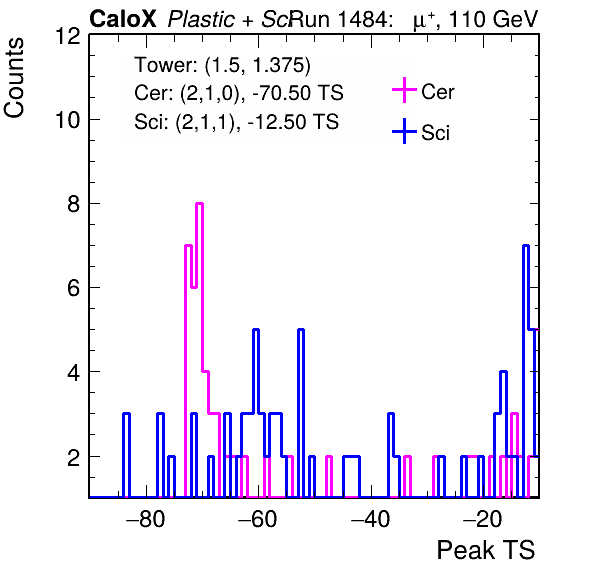 CaloX Plastic + Sci Run 1484: μ⁺, 110 GeV
Counts
12
10
8
6
4
2
Tower: (1.5, 1.375)
Cer: (2,1,0), -70.50 TS
Sci: (2,1,1), -12.50 TS
Cer
Sci
−80 −60 −40 −20
Peak TS